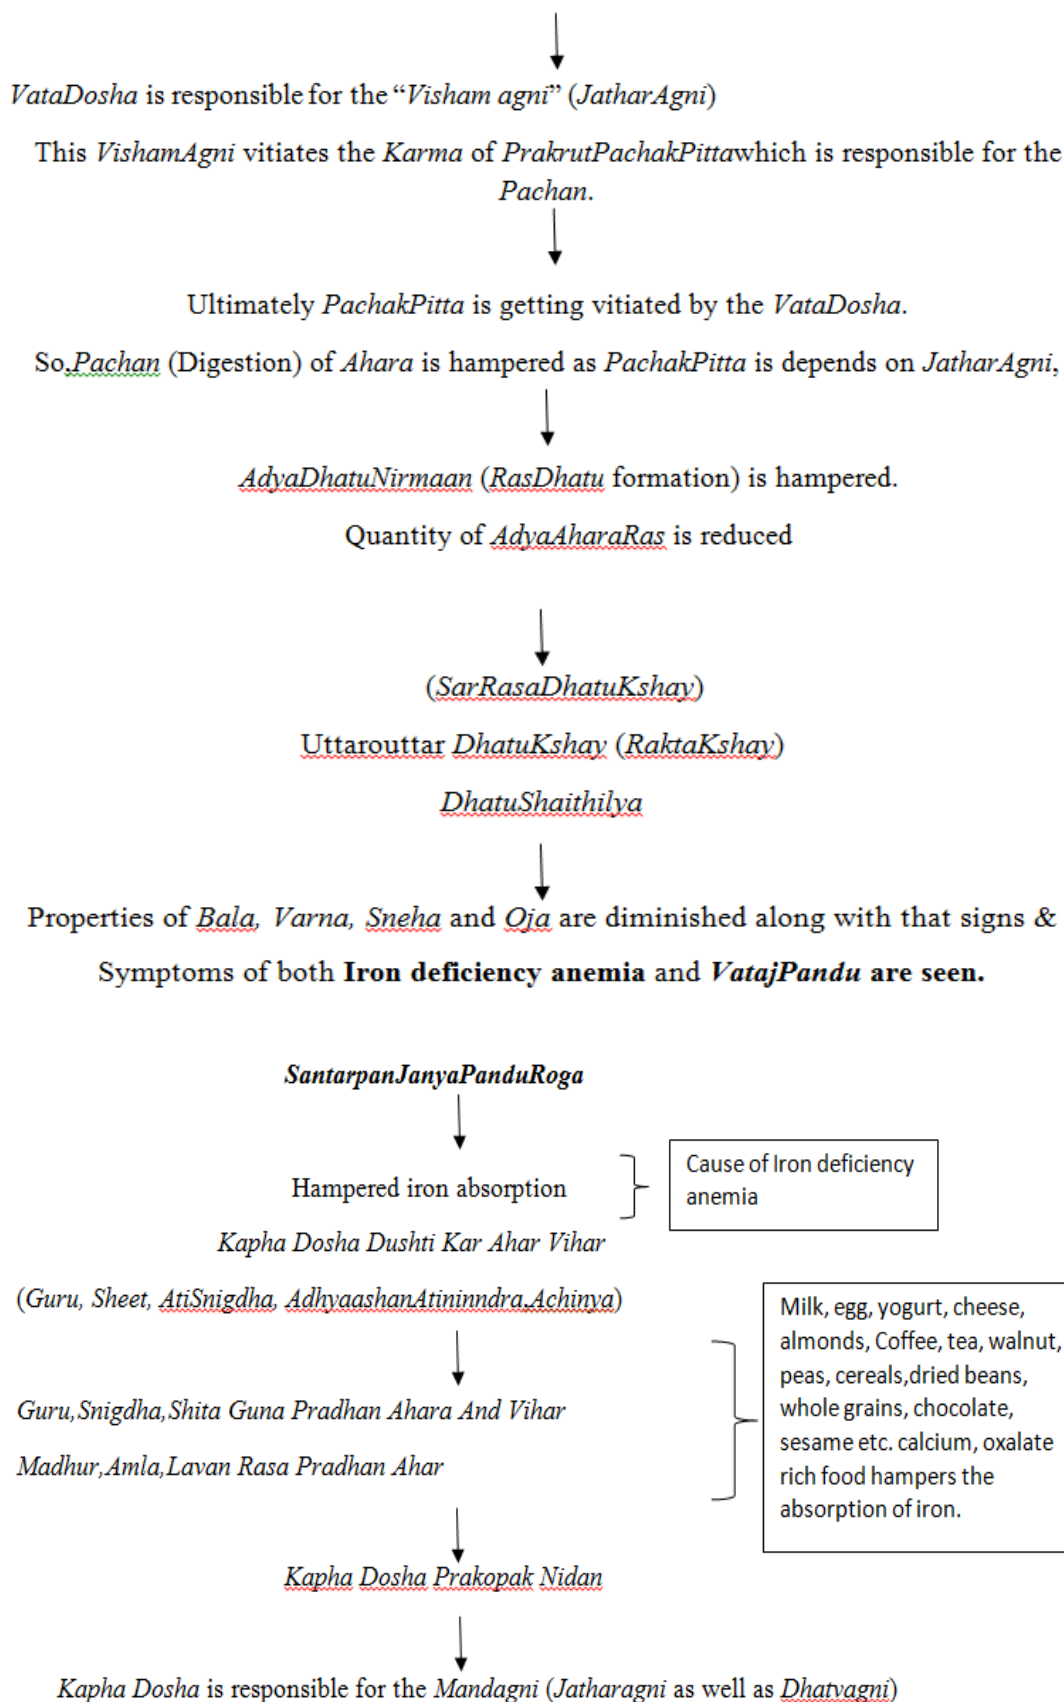 VataDosha is responsible for the “Visham agni” (JatharAgni)
This VishamAgni vitiates the Karma of PrakrutPachakPittawhich is responsible for the
Pachan.
Ultimately PachakPitta is getting vitiated by the VataDosha.
So,Pachan (Digestion) of Ahara is hampered as PachakPitta is depends on JatharAgni,
AdyaDhatuNirmaan (RasDhatu formation) is hampered.
Quantity of AdyaAharaRas is reduced
(SarRasaDhatuKshay)
Uttarouttar DhatuKshay (RaktaKshay)
DhatuShaithilya
Properties of Bala, Varna, Sneha and Oja are diminished along with that signs &
Symptoms of both Iron deficiency anemia and VatajPandu are seen.
SantarpanJanyaPanduRoga
Hampered iron absorption
Cause of Iron deficiency
anemia
Kapha Dosha Dushti Kar Ahar Vihar
(Guru, Sheet, AtiSnigdha, AdhyaashanAtininndra,Achinya)
Guru,Snigdha,Shita Guna Pradhan Ahara And Vihar
Madhur,Amla,Lavan Rasa Pradhan Ahar
Milk, egg, yogurt, cheese,
almonds, Coffee, tea, walnut,
peas, cereals,dried beans,
whole grains, chocolate,
sesame etc. calcium, oxalate
rich food hampers the
absorption of iron.
Kapha Dosha Prakopak Nidan
Kapha Dosha is responsible for the Mandagni (Jatharagni as well as Dhatvagni)